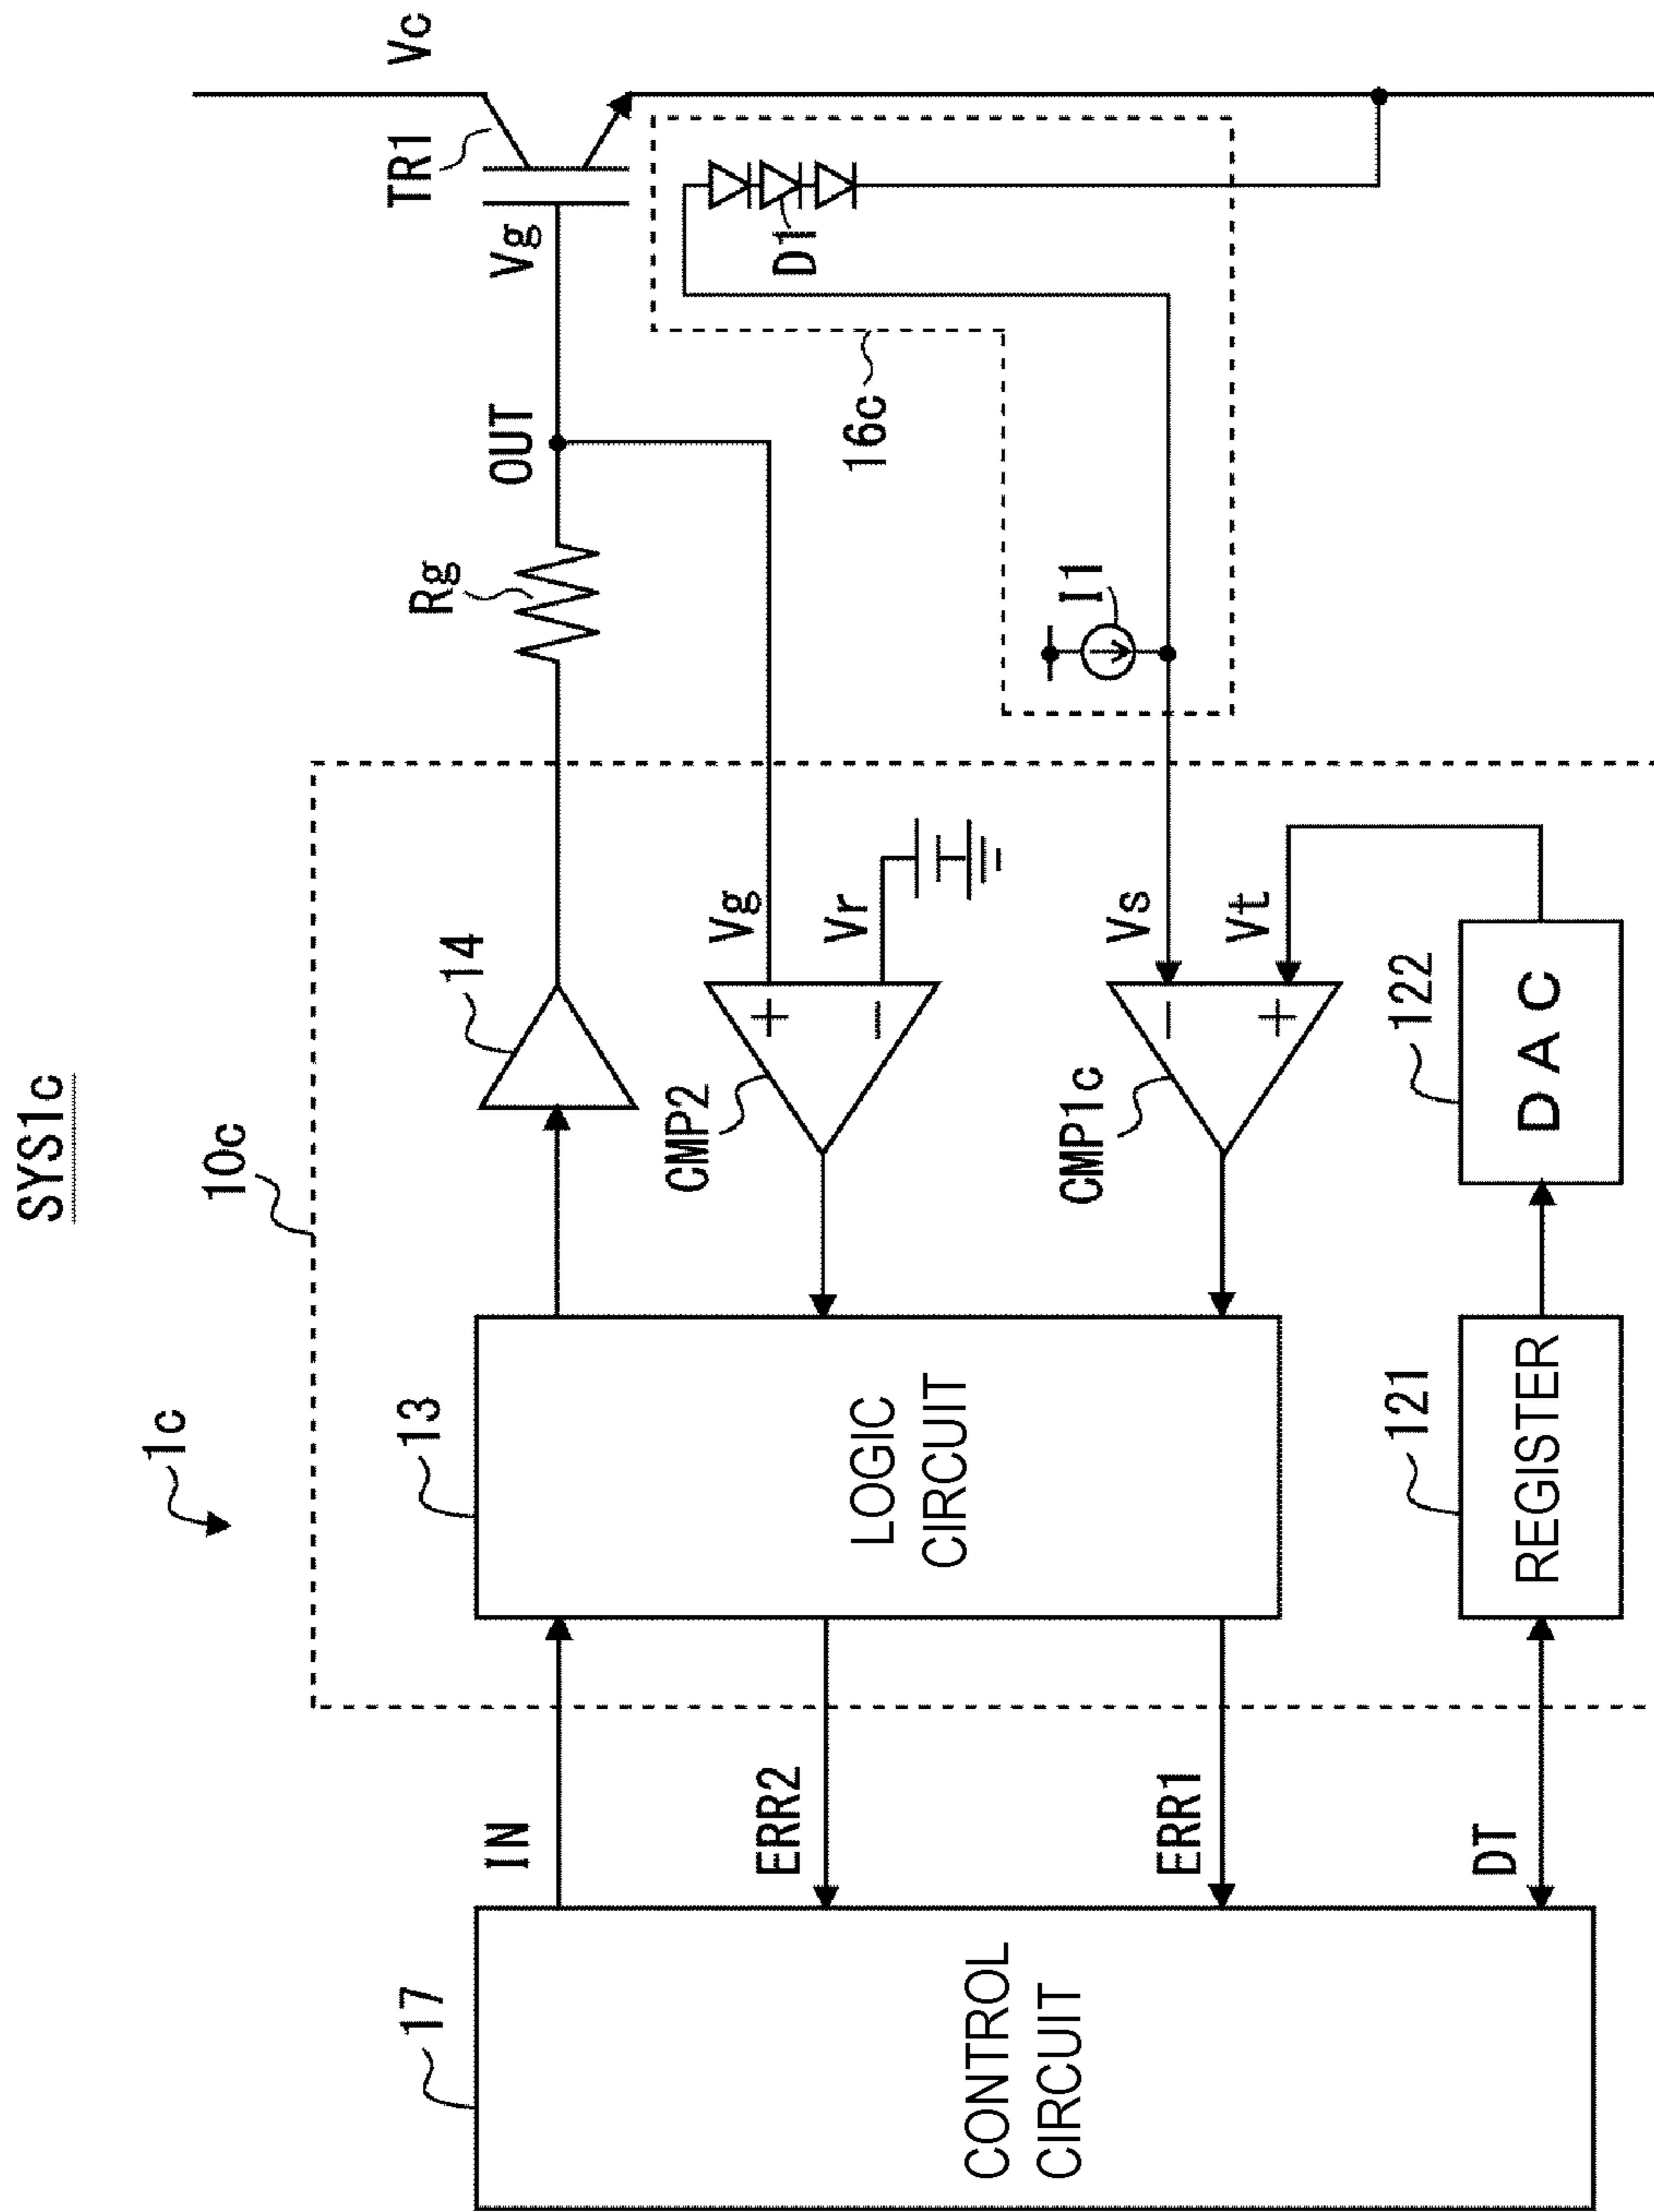 SYS1c
1c
10c
17
CONTROL
CIRCUIT
IN
ERR2
ERR1
DT
13
LOGIC
CIRCUIT
121
REGISTER
14
CMP2
+
−
Vg
Vr
CMP1c
−
+
Vs
Vt
122
DAC
Rg
OUT
Vg
TR1
Vc
16c
D1
I1